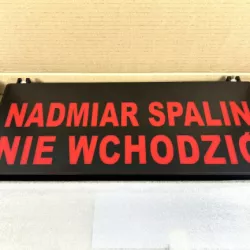 NADMIAR SPALIN
NIE WCHODZIĆ